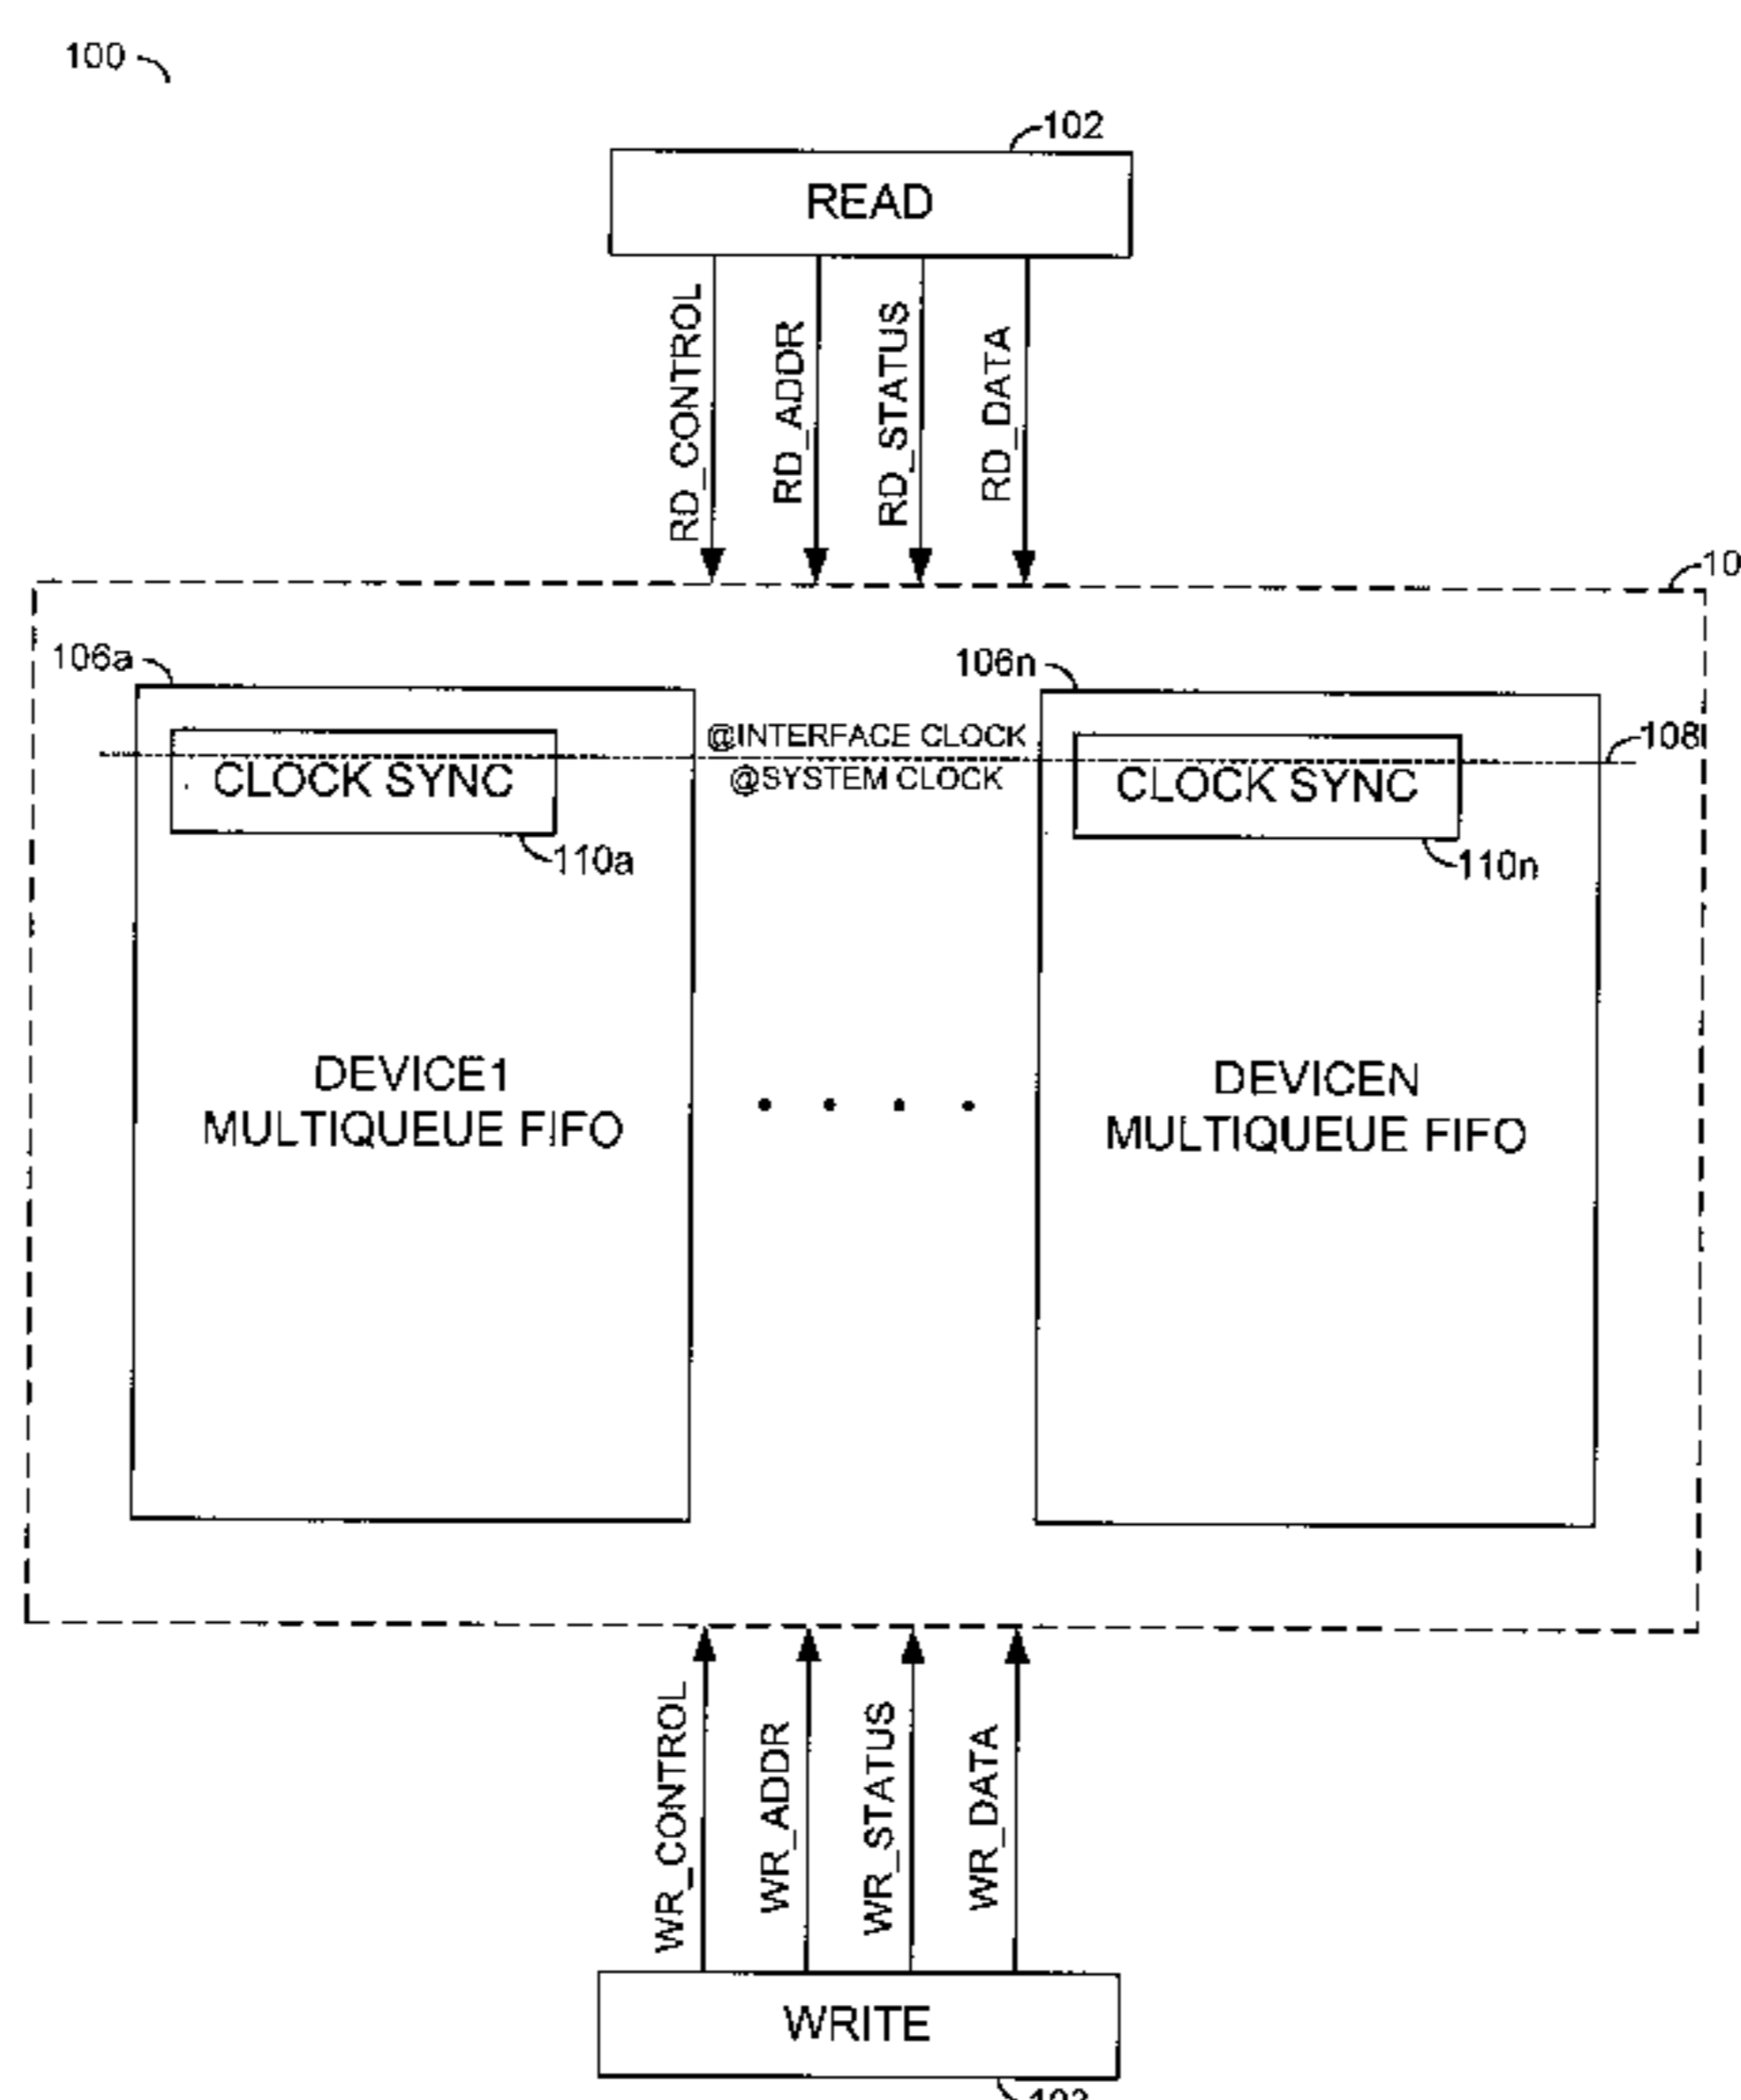 100
102
READ
RD_CONTROL
RD_ADDR
RD_STATUS
RD_DATA
10
106a
106n
@INTERFACE CLOCK
108
@SYSTEM CLOCK
CLOCK SYNC
CLOCK SYNC
110a
110n
DEVICE1
MULTIQUEUE FIFO
DEVICEN
MULTIQUEUE FIFO
WR_CONTROL
WR_ADDR
WR_STATUS
WR_DATA
WRITE